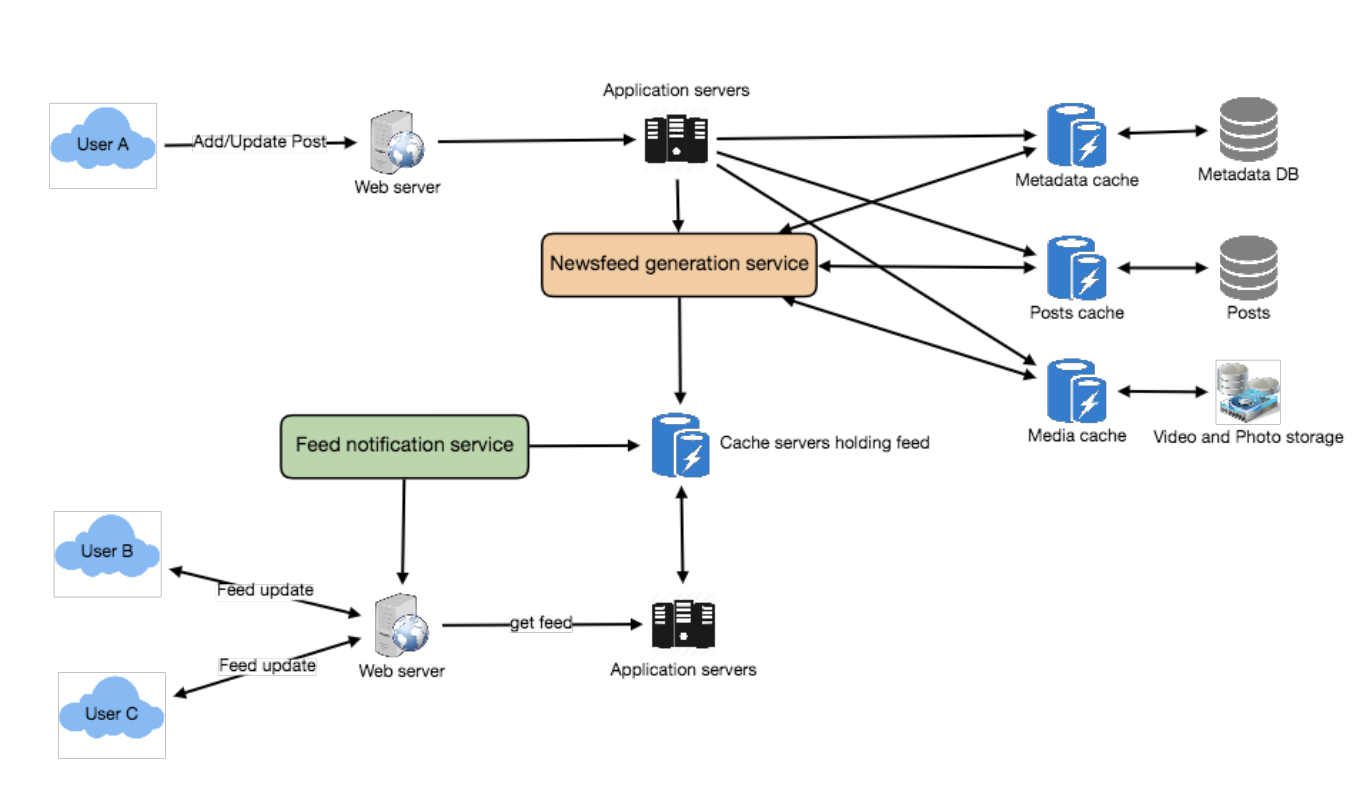 Application servers
User A
Add/Update Post
Web server
Metadata cache
Metadata DB
Newsfeed generation service
Posts cache
Posts
Media cache
Video and Photo storage
Feed notification service
Cache servers holding feed
User B
Feed update
get feed
Feed update
Web server
Application servers
User C